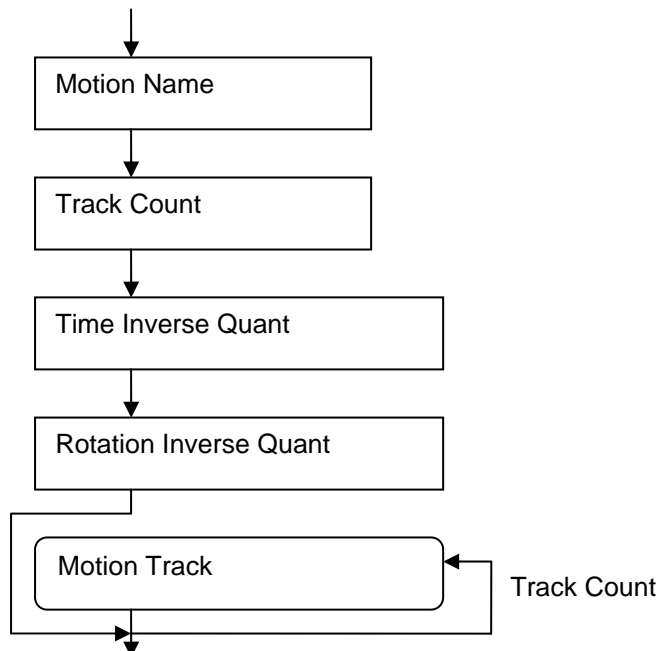 Motion Name
Track Count
Time Inverse Quant
Rotation Inverse Quant
Motion Track
Track Count